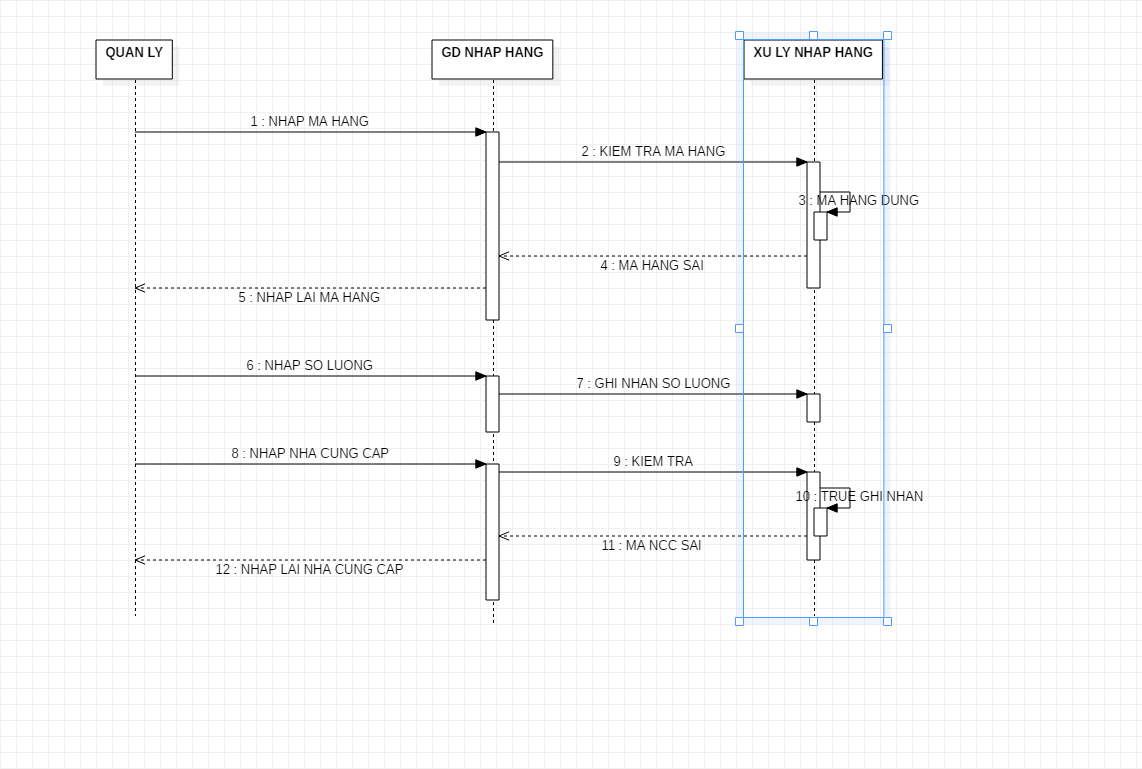 QUAN LY
GD NHAP HANG
XU LY NHAP HANG
1 : NHAP MA HANG
2 : KIEM TRA MA HANG
3 : MA HANG DUNG
4 : MA HANG SAI
5 : NHAP LAI MA HANG
6 : NHAP SO LUONG
7 : GHI NHAN SO LUONG
8 : NHAP NHA CUNG CAP
9 : KIEM TRA
10 : TRUE GHI NHAN
11 : MA NCC SAI
12 : NHAP LAI NHA CUNG CAP